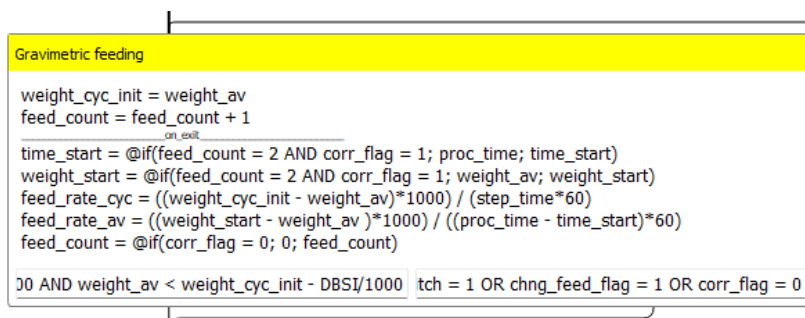 Gravimetric feeding
weight_cyc_init = weight_av
feed_count = feed_count + 1
on_exit
time_start = @if(feed_count = 2 AND corr_flag = 1; proc_time; time_start)
weight_start = @if(feed_count = 2 AND corr_flag = 1; weight_av; weight_start)
feed_rate_cyc = ((weight_cyc_init - weight_av)*1000) / (step_time*60)
feed_rate_av = ((weight_start - weight_av )*1000) / ((proc_time - time_start)*60)
feed_count = @if(corr_flag = 0; 0; feed_count)
00 AND weight_av < weight_cyc_init - DBSI/1000 itch = 1 OR chng_feed_flag = 1 OR corr_flag = 0